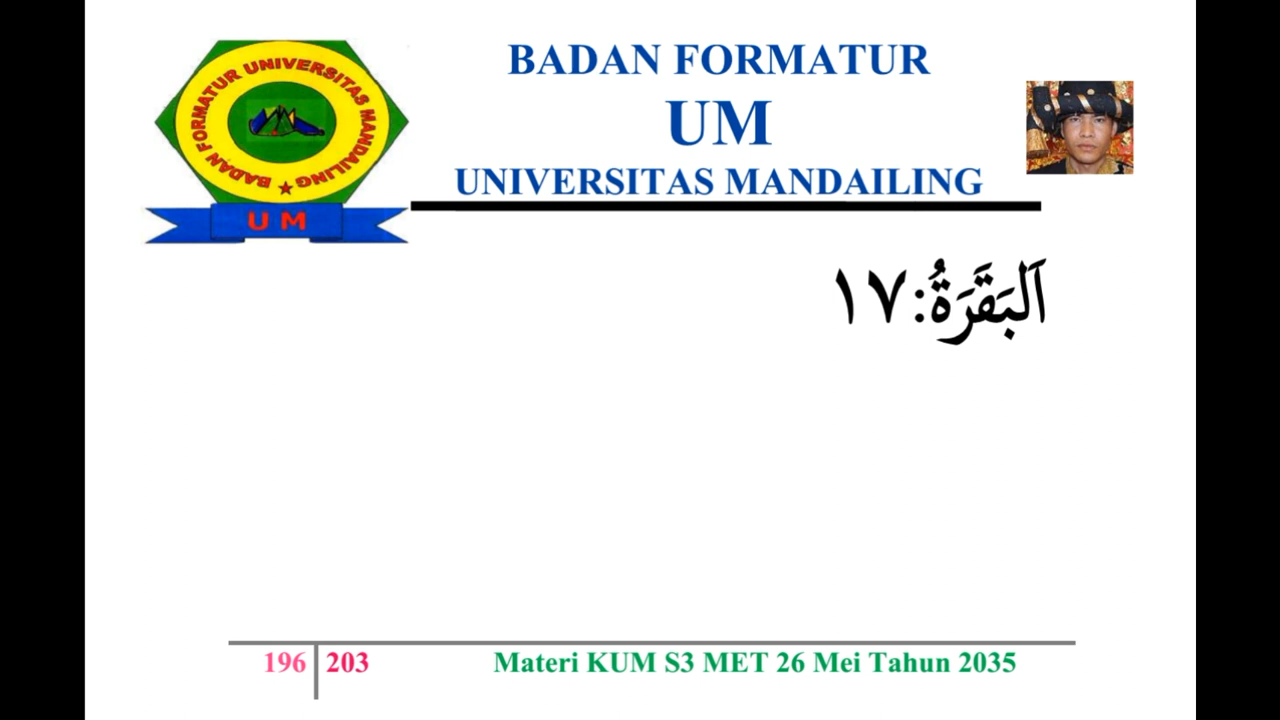 BADAN FORMATUR UNIVERSITAS MANDAILING
U M
BADAN FORMATUR
UM
UNIVERSITAS MANDAILING
اَلْبَقَرَةُ:١٧
196 203
Materi KUM S3 MET 26 Mei Tahun 2035